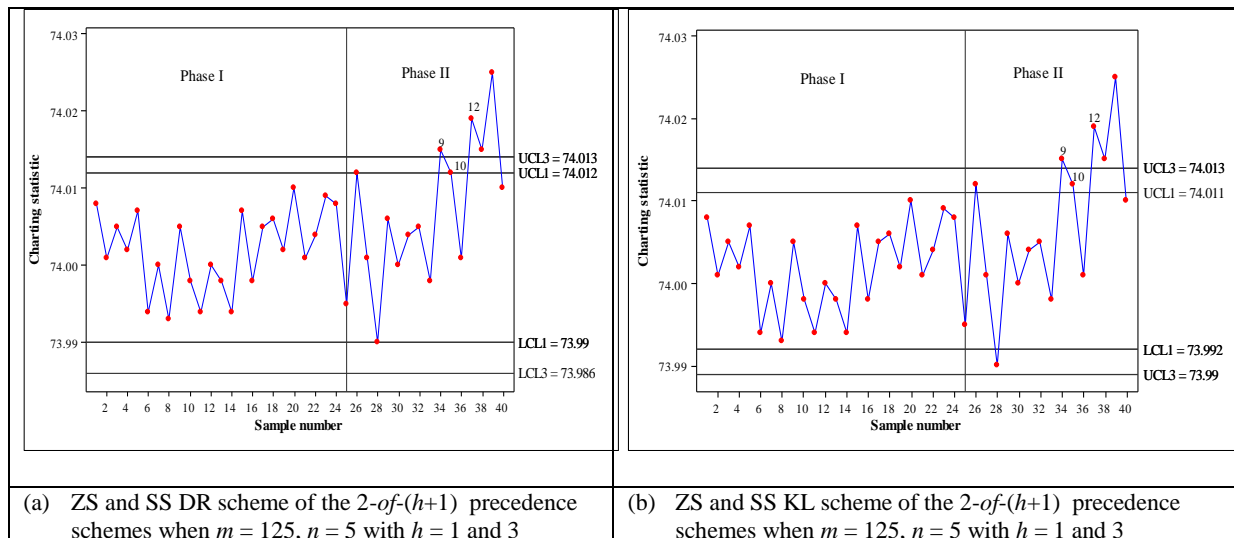 74.03
74.02
74.01
74.00
73.99
Charting statistic
Phase I
Phase II
9
10
12
UCL3 = 74.013
UCL1 = 74.012
LCL1 = 73.99
LCL3 = 73.986
2 4 6 8 10 12 14 16 18 20 22 24 26 28 30 32 34 36 38 40
Sample number
(a) ZS and SS DR scheme of the 2-of-(h+1) precedence
schemes when m = 125, n = 5 with h = 1 and 3
74.03
74.02
74.01
74.00
73.99
Charting statistic
Phase I
Phase II
9
10
12
UCL3 = 74.013
UCL1 = 74.011
LCL1 = 73.992
UCL3 = 73.99
2 4 6 8 10 12 14 16 18 20 22 24 26 28 30 32 34 36 38 40
Sample number
(b) ZS and SS KL scheme of the 2-of-(h+1) precedence
schemes when m = 125, n = 5 with h = 1 and 3